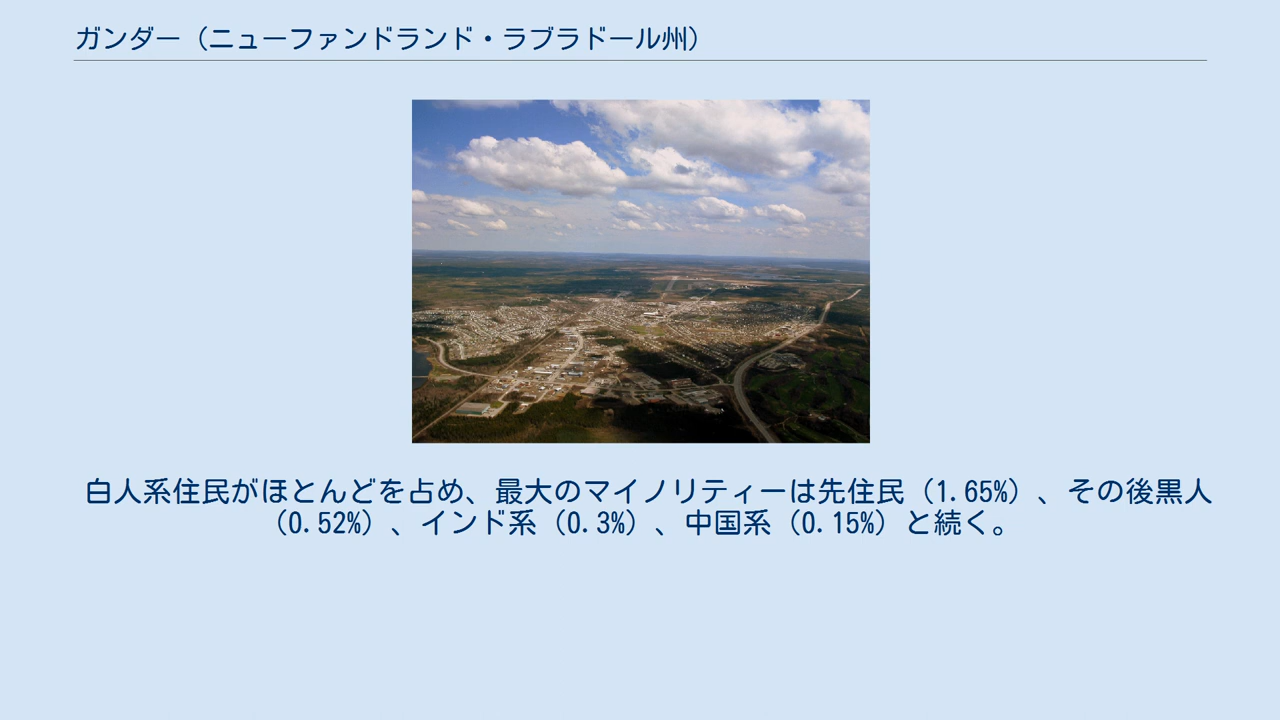 ガンダー（ニューファンドランド・ラブラドール州）
白人系住民がほとんどを占め、最大のマイノリティーは先住民（1.65%）、その後黒人
（0.52%）、インド系（0.3%）、中国系（0.15%）と続く。